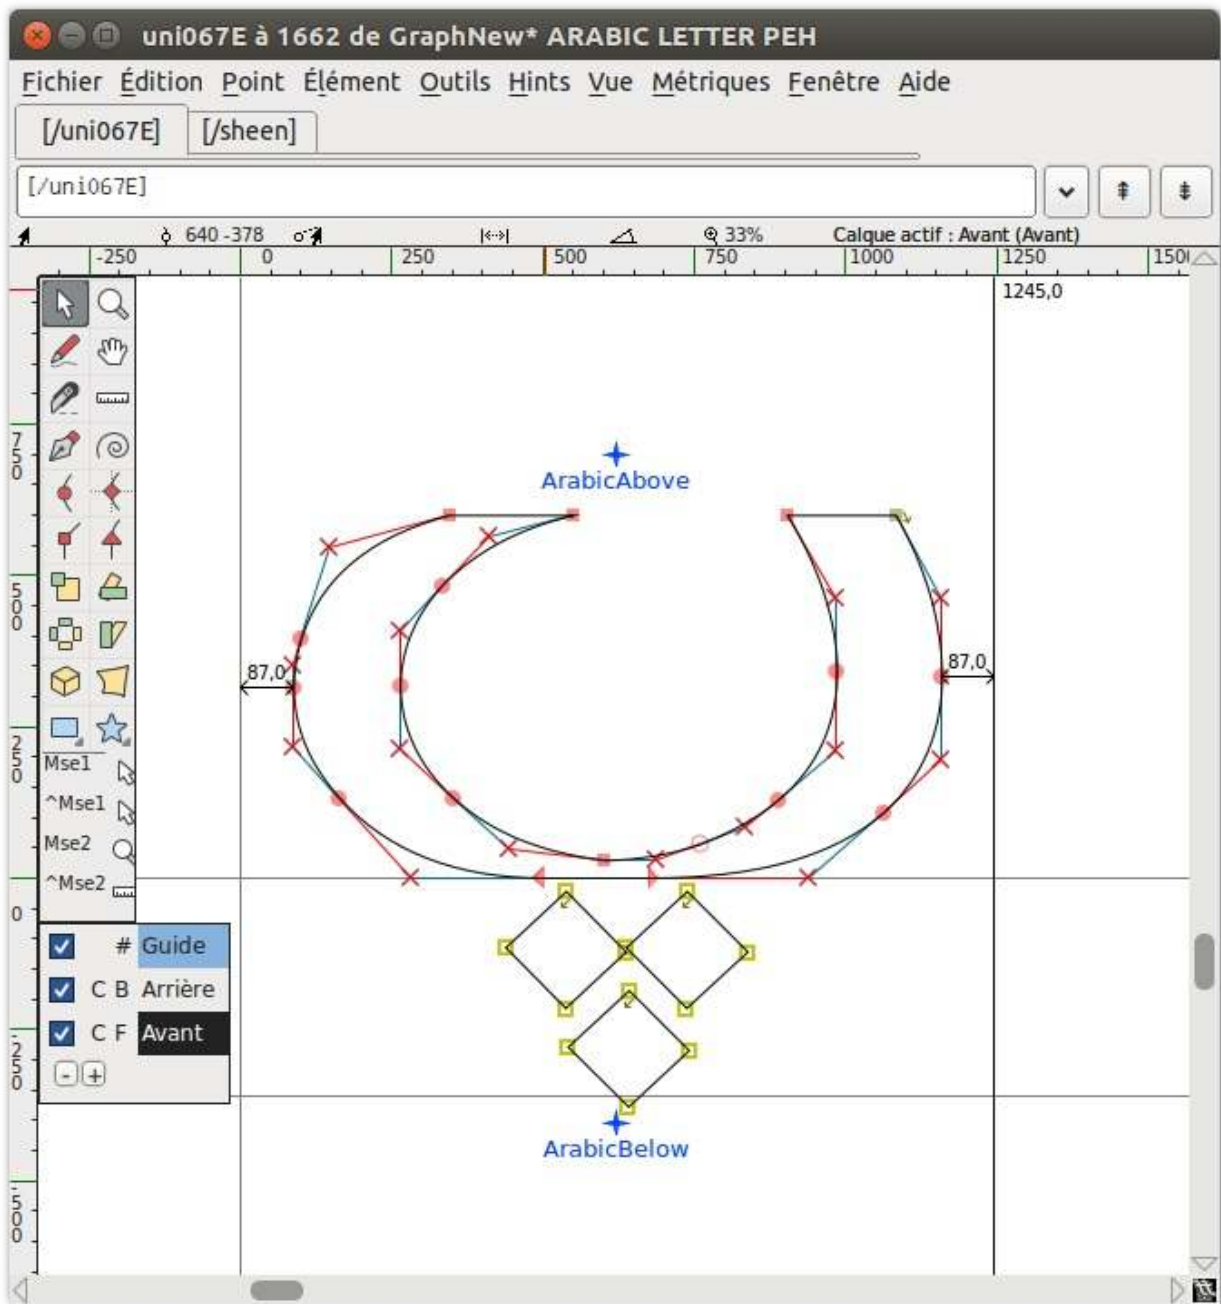 uni067E à 1662 de GraphNew* ARABIC LETTER PEH
Fichier Édition Point Élément Outils Hints Vue Métriques Fenêtre Aide
[/uni067E] [/sheen]
[/uni067E]
640 -378 33% Calque actif : Avant (Avant)
-250 0 250 500 750 1000 1250 150
1245,0
750
ArabicAbove
500
87,0 87,0
250
Mse1
^Mse1
Mse2
^Mse2
0
# Guide
C B Arrière
C F Avant
- +
-250
ArabicBelow
-500